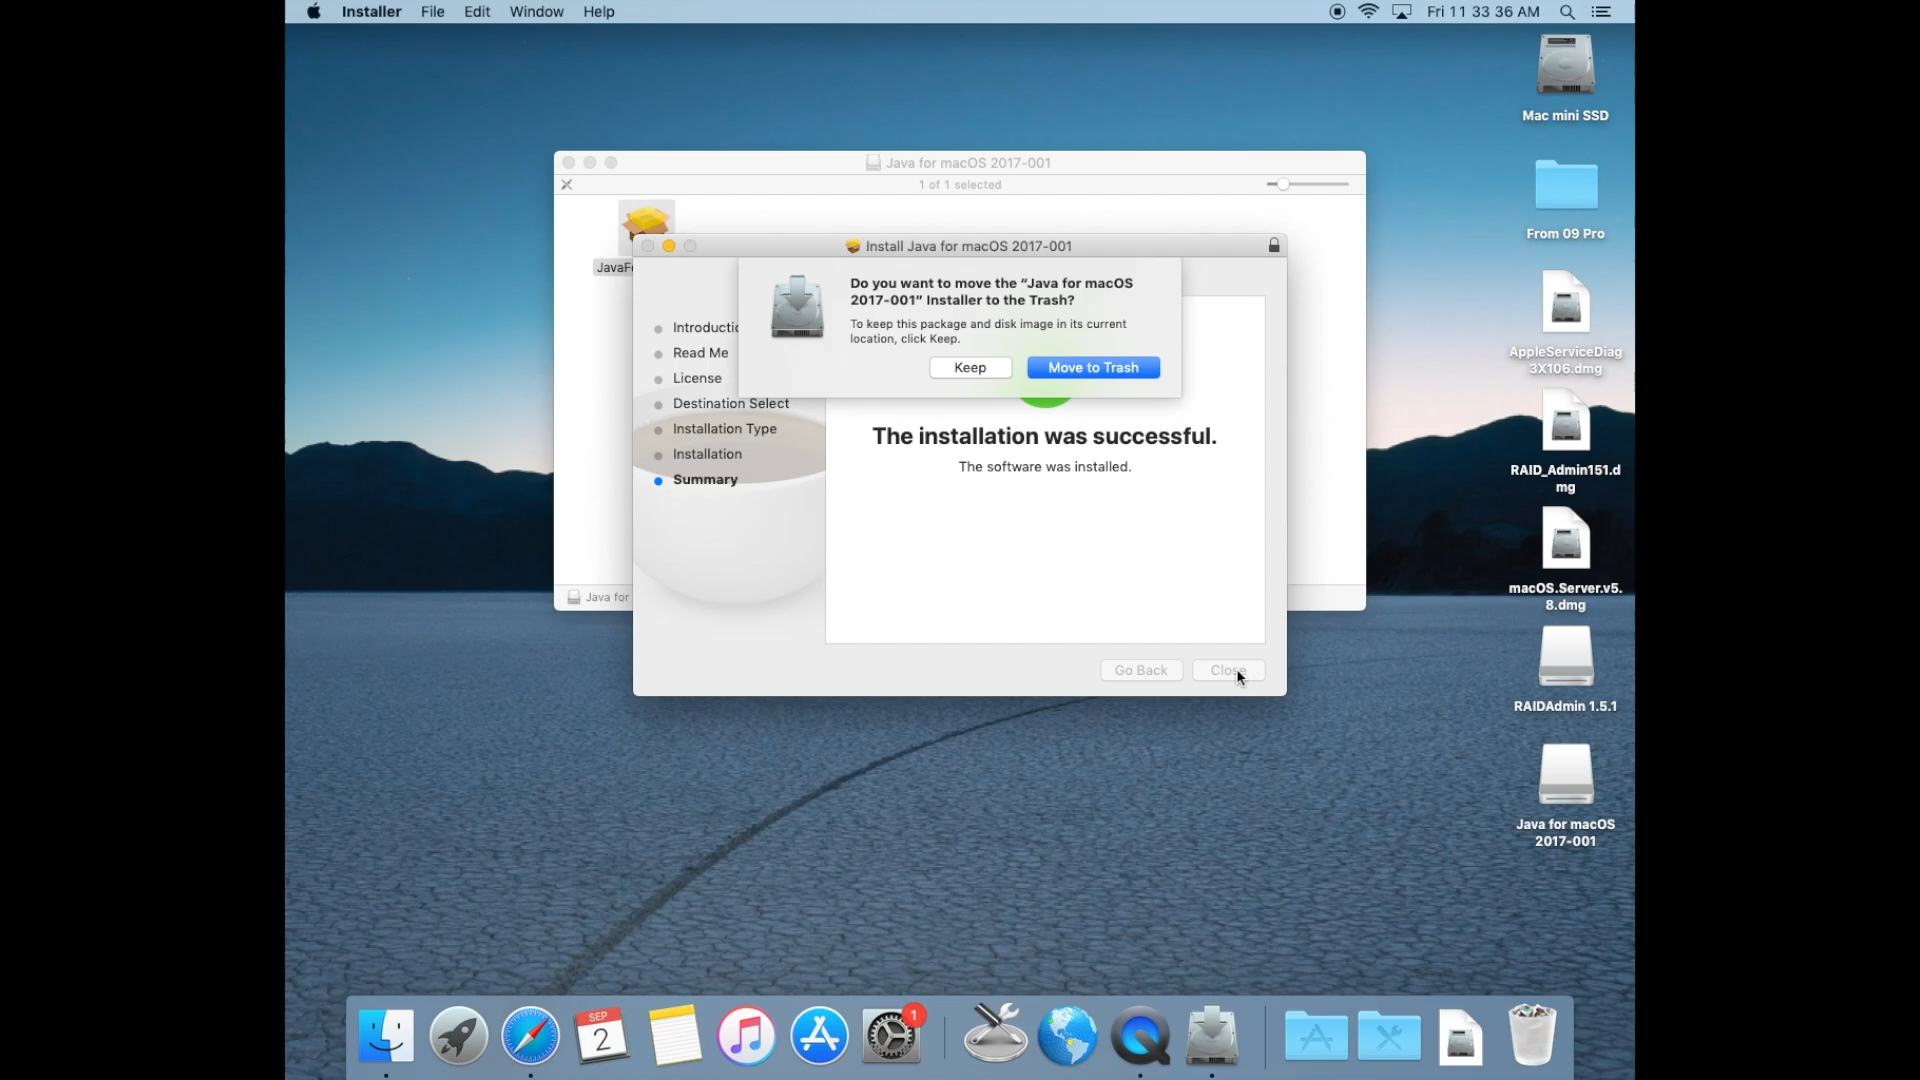 Installer File Edit Window Help
Fri 11 33 36 AM
Mac mini SSD
From 09 Pro
AppleServiceDiag
3X106.dmg
RAID_Admin151.d
mg
macOS.Server.v5.
8.dmg
RAIDAdmin 1.5.1
Java for macOS
2017-001
Java for macOS 2017-001
1 of 1 selected
Java for
Install Java for macOS 2017-001
Do you want to move the “Java for macOS
2017-001” Installer to the Trash?
To keep this package and disk image in its current
location, click Keep.
Keep Move to Trash
Read Me
License
Destination Select
Installation Type
Installation
Summary
The installation was successful.
The software was installed.
Go Back Close
SEP
2
1